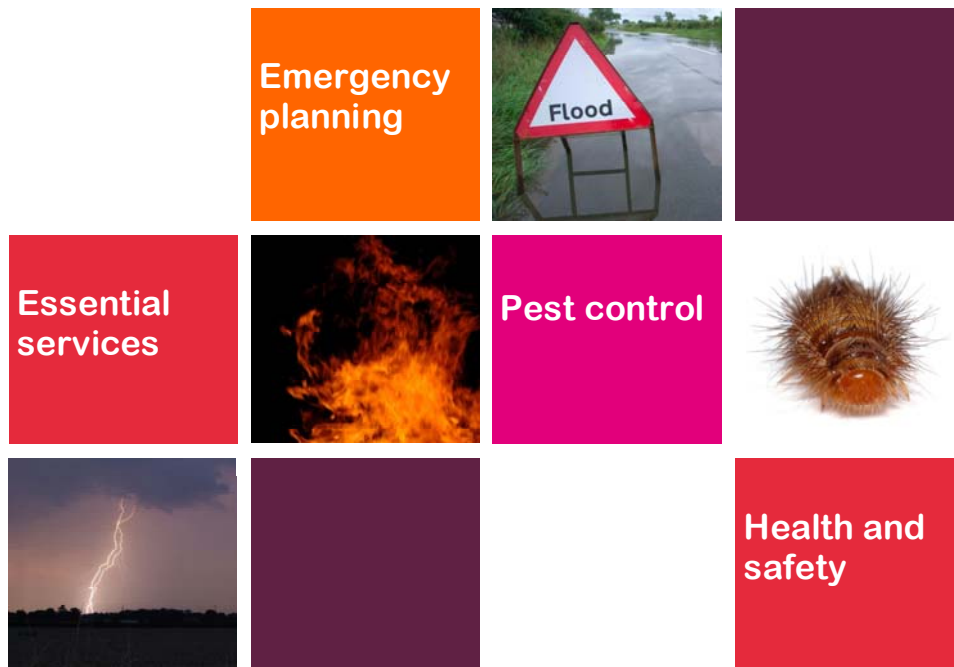 Emergency
planning
Flood
Essential
services
Pest control
Health and
safety